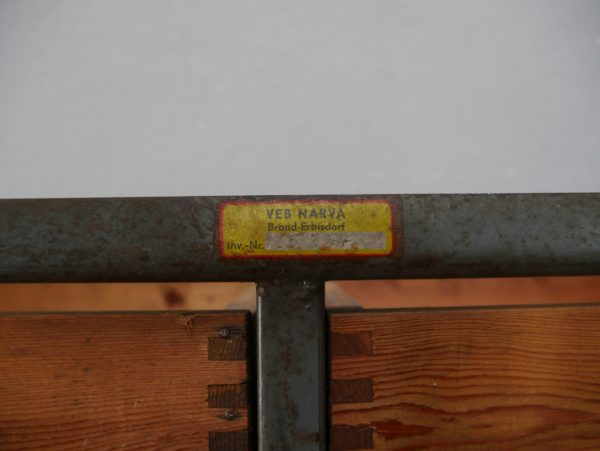 VEB NARVA
Brand-Erbisdorf
Inv.-Nr.